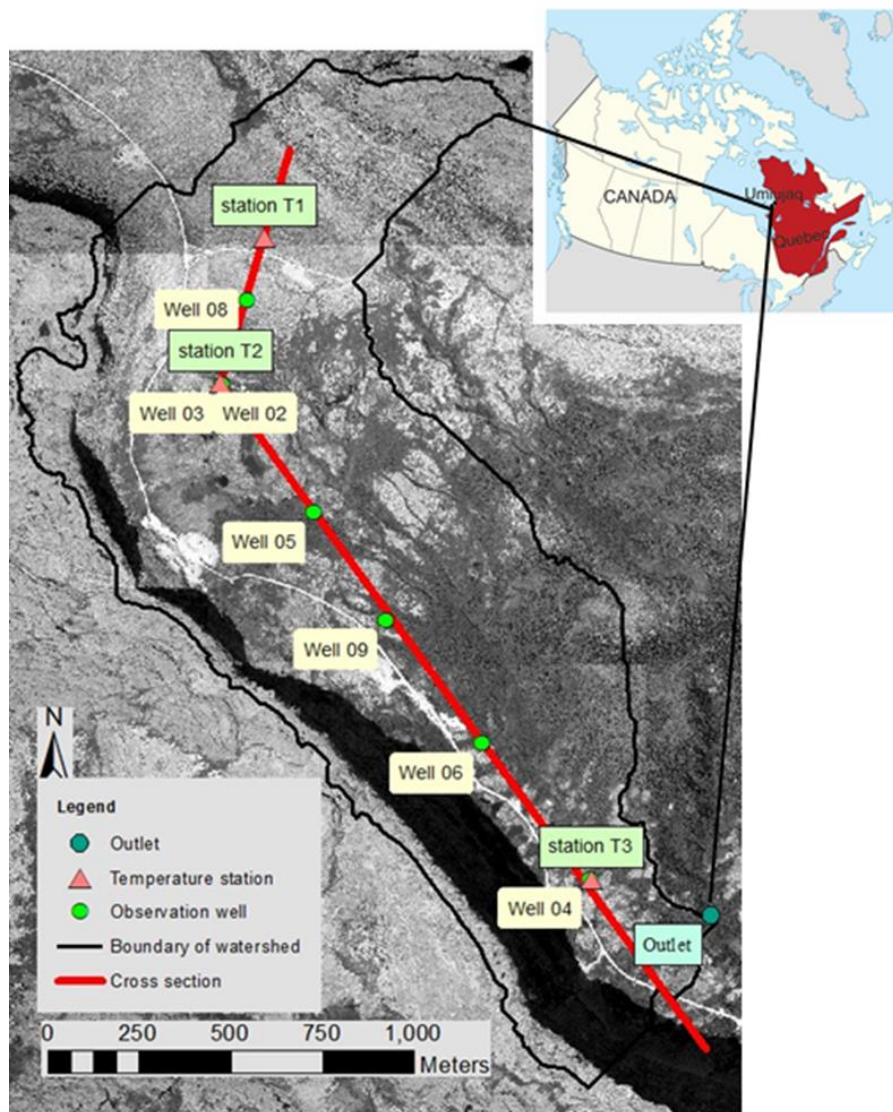 CANADA
Umiujaq
Quebec
station T1
Well 08
station T2
Well 03
Well 02
Well 05
Well 09
Well 06
station T3
Well 04
Outlet
N
Legend
Outlet
Temperature station
Observation well
Boundary of watershed
Cross section
0 250 500 750 1,000
Meters